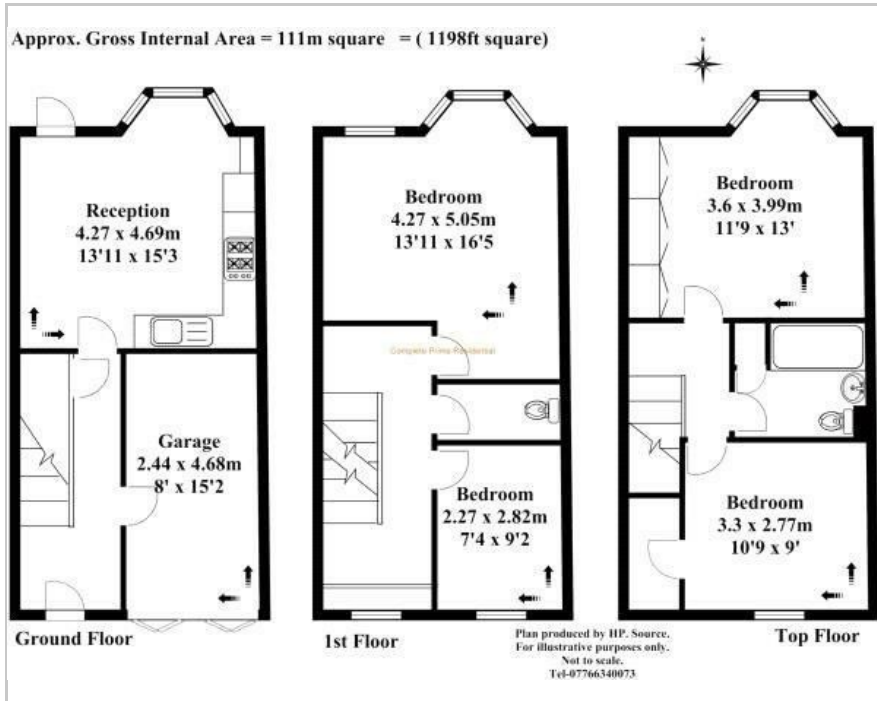 Approx. Gross Internal Area = 111m square = ( 1198ft square)
N
Reception
4.27 x 4.69m
13'11 x 15'3
Garage
2.44 x 4.68m
8' x 15'2
Ground Floor
Bedroom
4.27 x 5.05m
13'11 x 16'5
Complete Prime Residential
Bedroom
2.27 x 2.82m
7'4 x 9'2
1st Floor
Bedroom
3.6 x 3.99m
11'9 x 13'
Bedroom
3.3 x 2.77m
10'9 x 9'
Top Floor
Plan produced by HP. Source.
For illustrative purposes only.
Not to scale.
Tel-07766340073